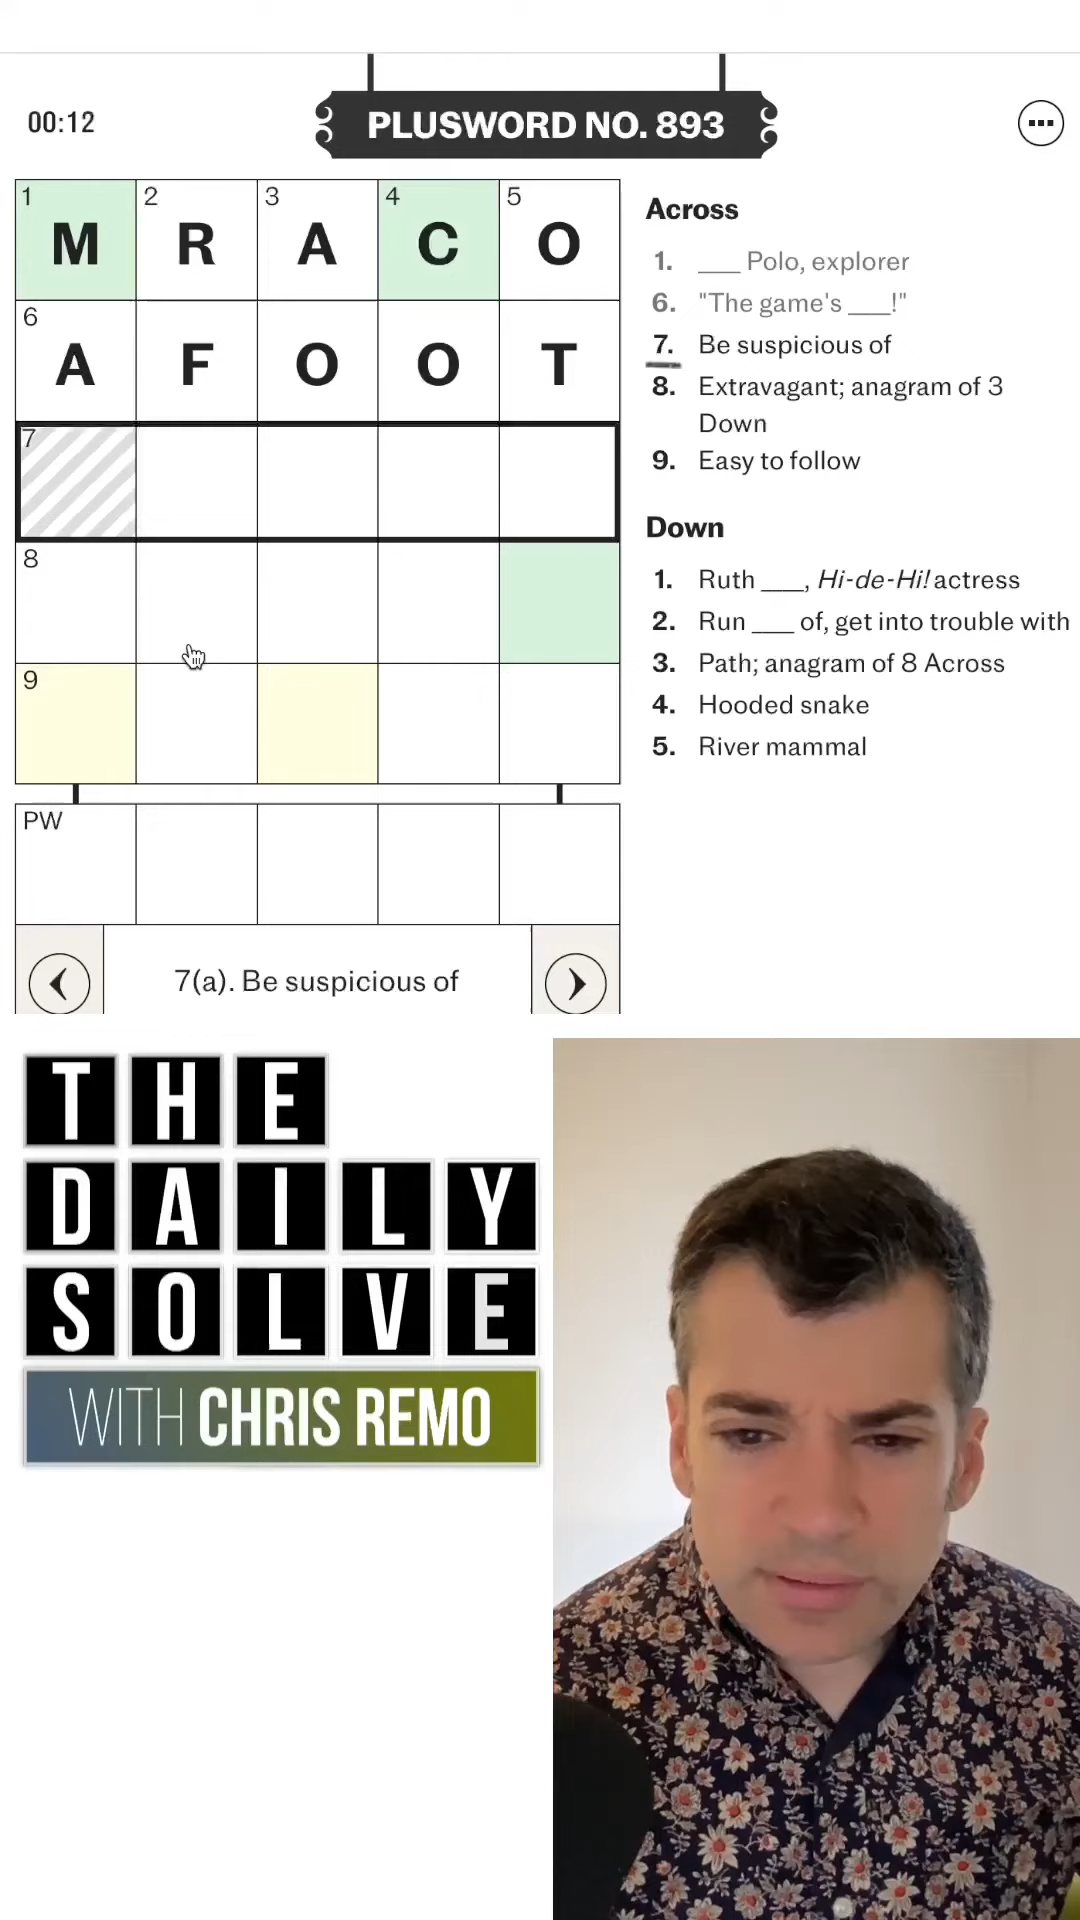 00:12
PLUSWORD NO. 893
1 M 2 R 3 A 4 C 5 O
6 A F O O T
7
8
9
PW
7(a). Be suspicious of
Across
1. ___ Polo, explorer
6. "The game's ___!"
7. Be suspicious of
8. Extravagant; anagram of 3
Down
9. Easy to follow
Down
1. Ruth ___, Hi-de-Hi! actress
2. Run ___ of, get into trouble with
3. Path; anagram of 8 Across
4. Hooded snake
5. River mammal
THE
DAILY
SOLVE
WITH CHRIS REMO